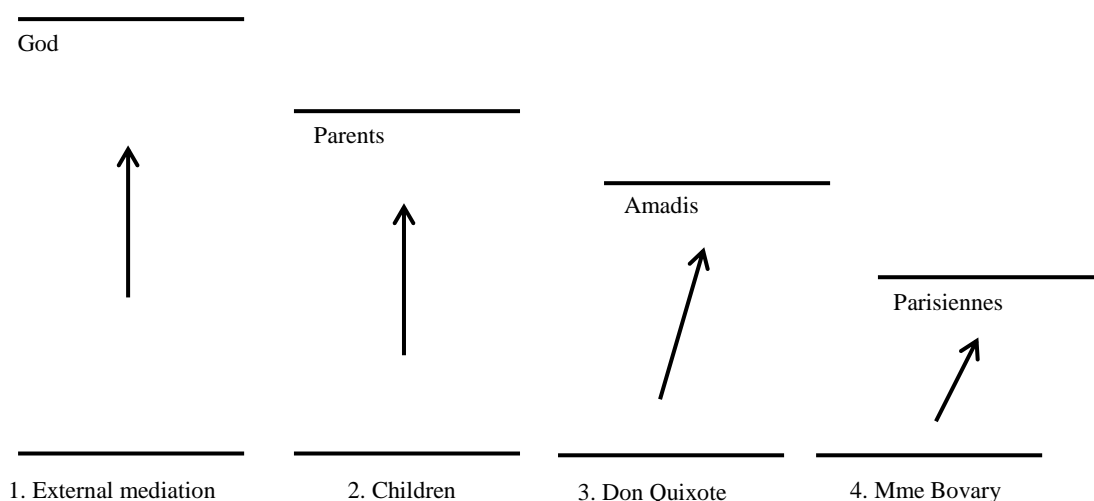 God
Parents
Amadis
Parisiennes
1. External mediation
2. Children
3. Don Quixote
4. Mme Bovary